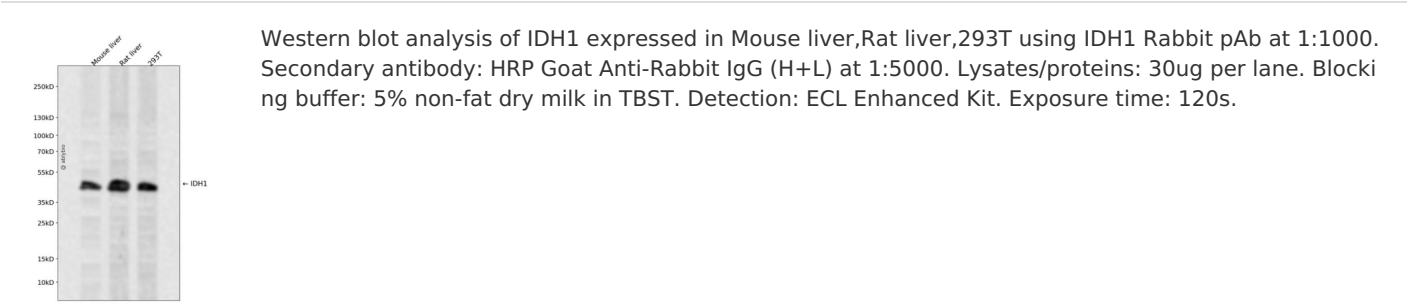 Mouse liver
Rat liver
293T
250kD
130kD
100kD
70kD
55kD
35kD
25kD
15kD
10kD
← IDH1
Western blot analysis of IDH1 expressed in Mouse liver,Rat liver,293T using IDH1 Rabbit pAb at 1:1000.
Secondary antibody: HRP Goat Anti-Rabbit IgG (H+L) at 1:5000. Lysates/proteins: 30ug per lane. Blocki
ng buffer: 5% non-fat dry milk in TBST. Detection: ECL Enhanced Kit. Exposure time: 120s.